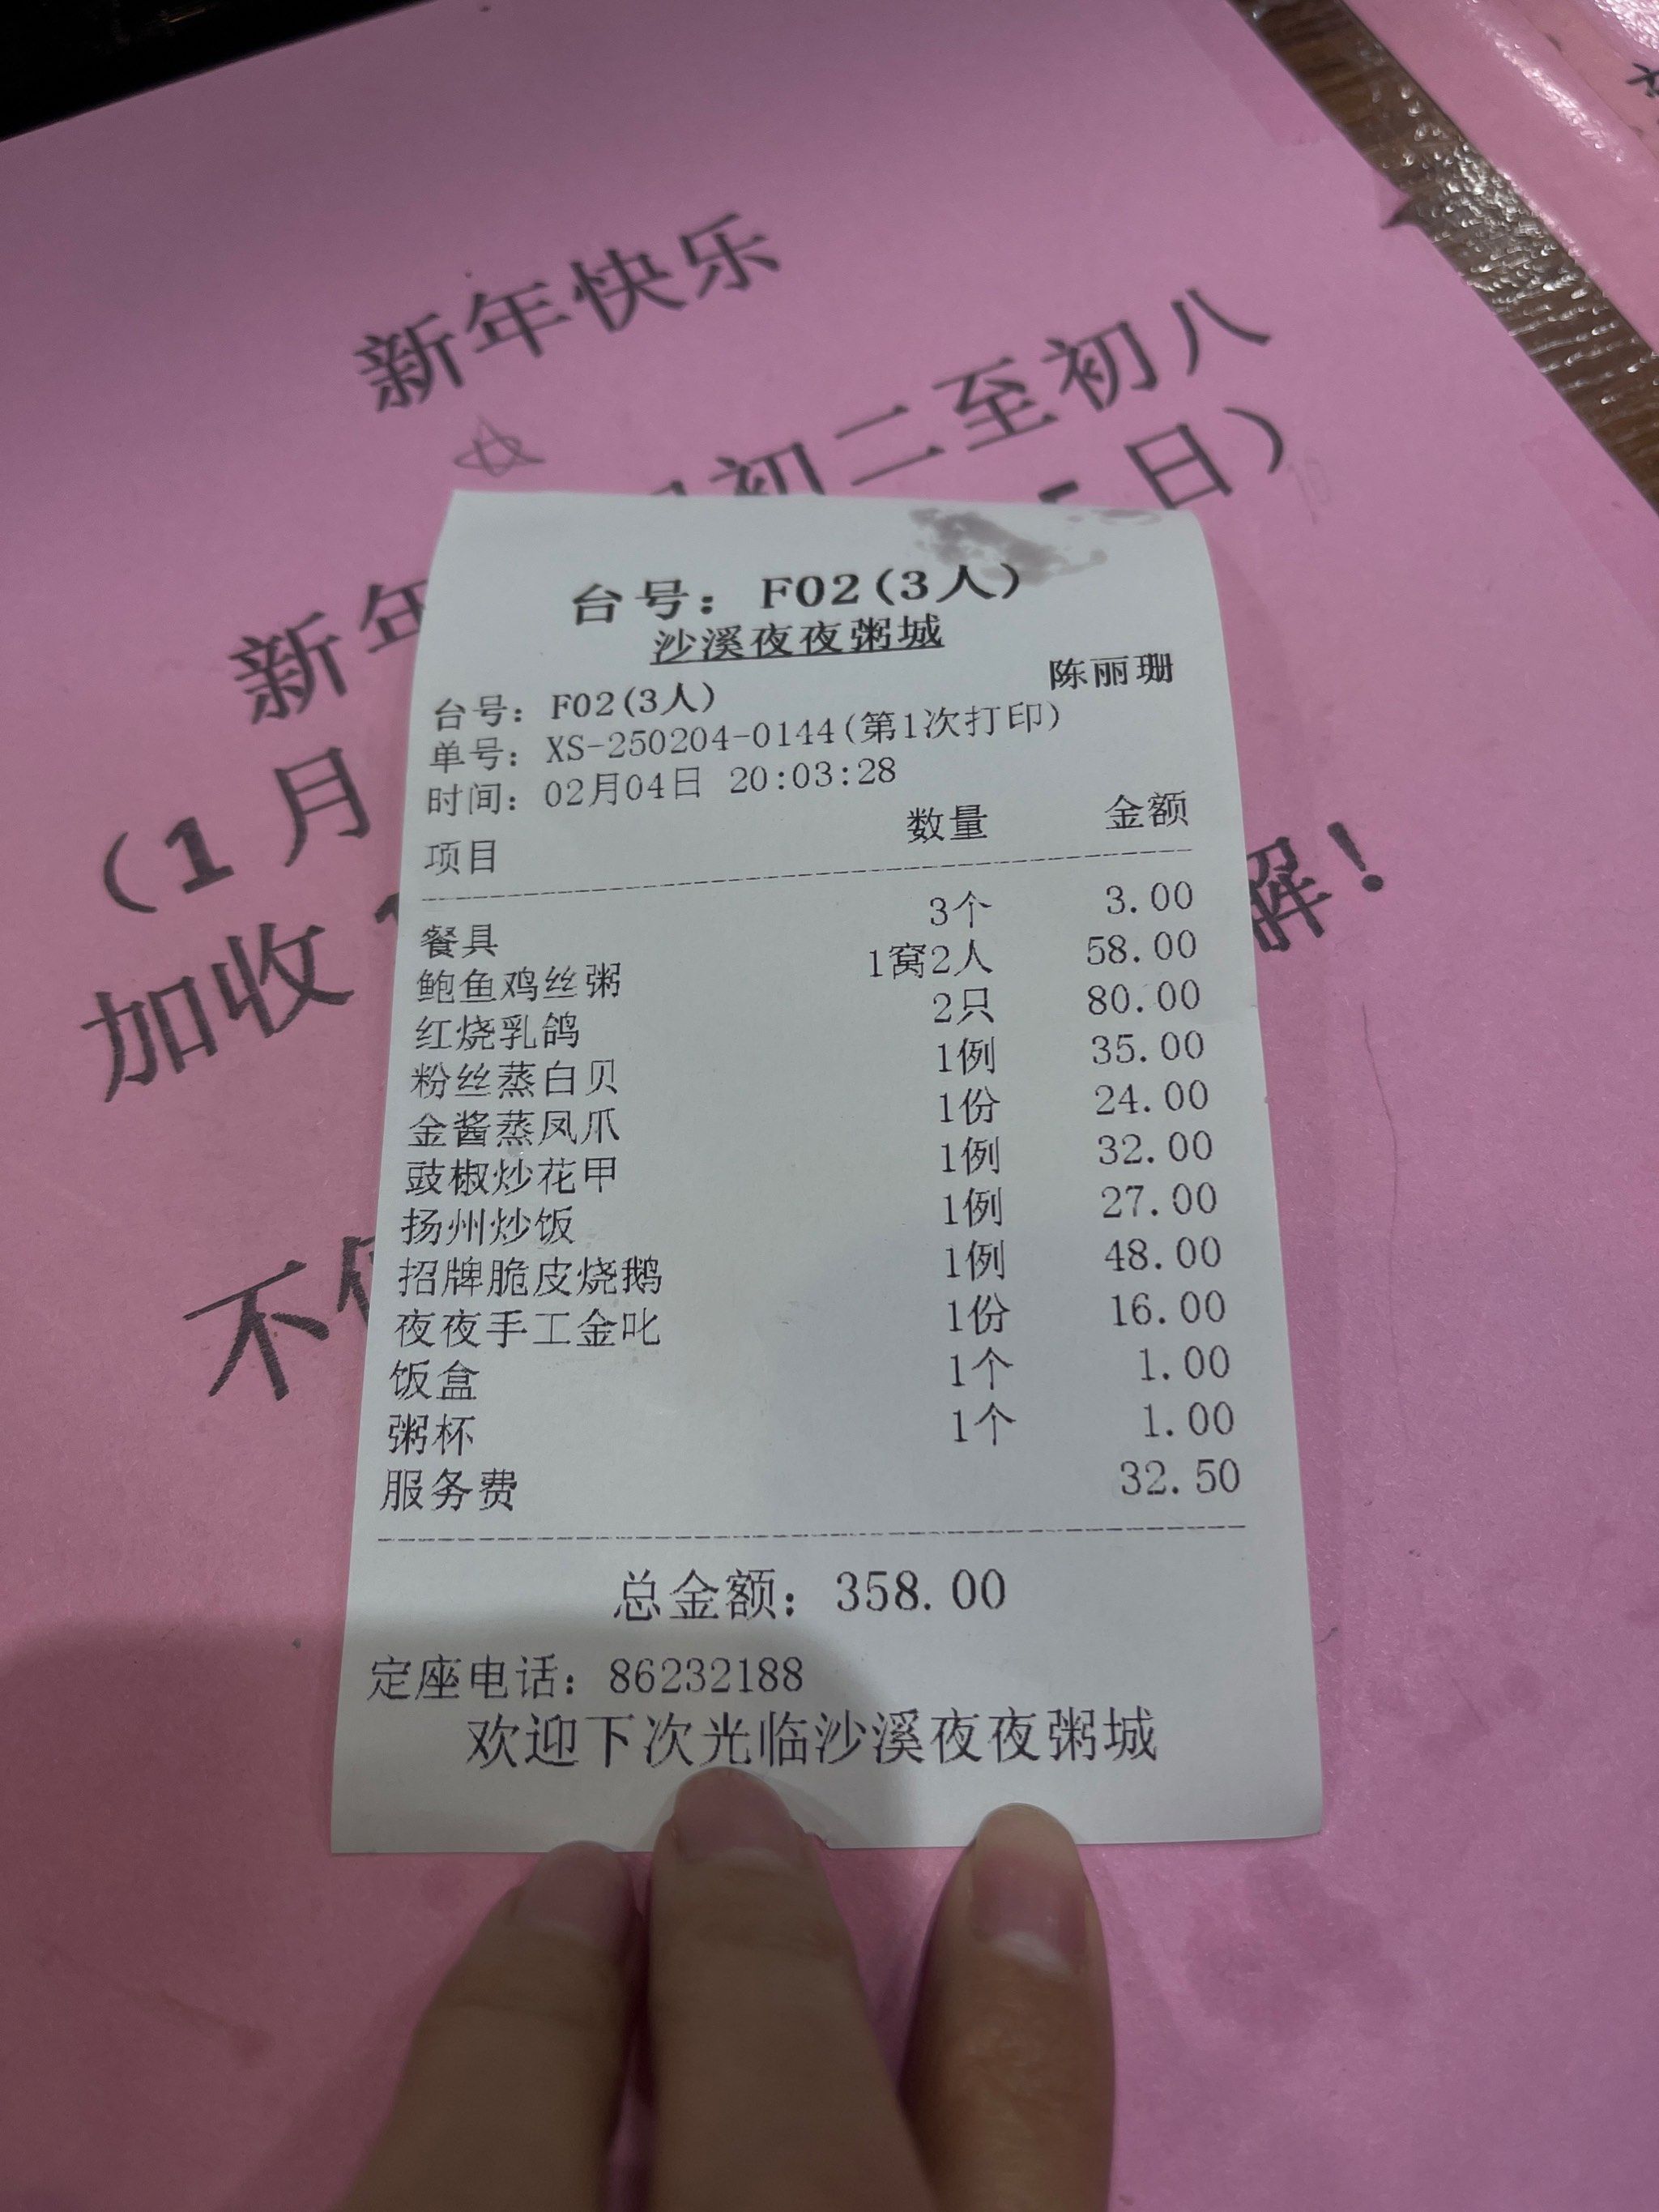 新年快乐
初二至初八
日）
新年
（1月
加收
解！
不
台号：F02(3人)
沙溪夜夜粥城
陈丽珊
台号：F02(3人)
单号：XS-250204-0144(第1次打印)
时间：02月04日 20:03:28
项目 数量 金额
餐具 3个 3.00
鲍鱼鸡丝粥 1窝2人 58.00
红烧乳鸽 2只 80.00
粉丝蒸白贝 1例 35.00
金酱蒸凤爪 1份 24.00
豉椒炒花甲 1例 32.00
扬州炒饭 1例 27.00
招牌脆皮烧鹅 1例 48.00
夜夜手工金叱 1份 16.00
饭盒 1个 1.00
粥杯 1个 1.00
服务费 32.50
总金额：358.00
定座电话：86232188
欢迎下次光临沙溪夜夜粥城